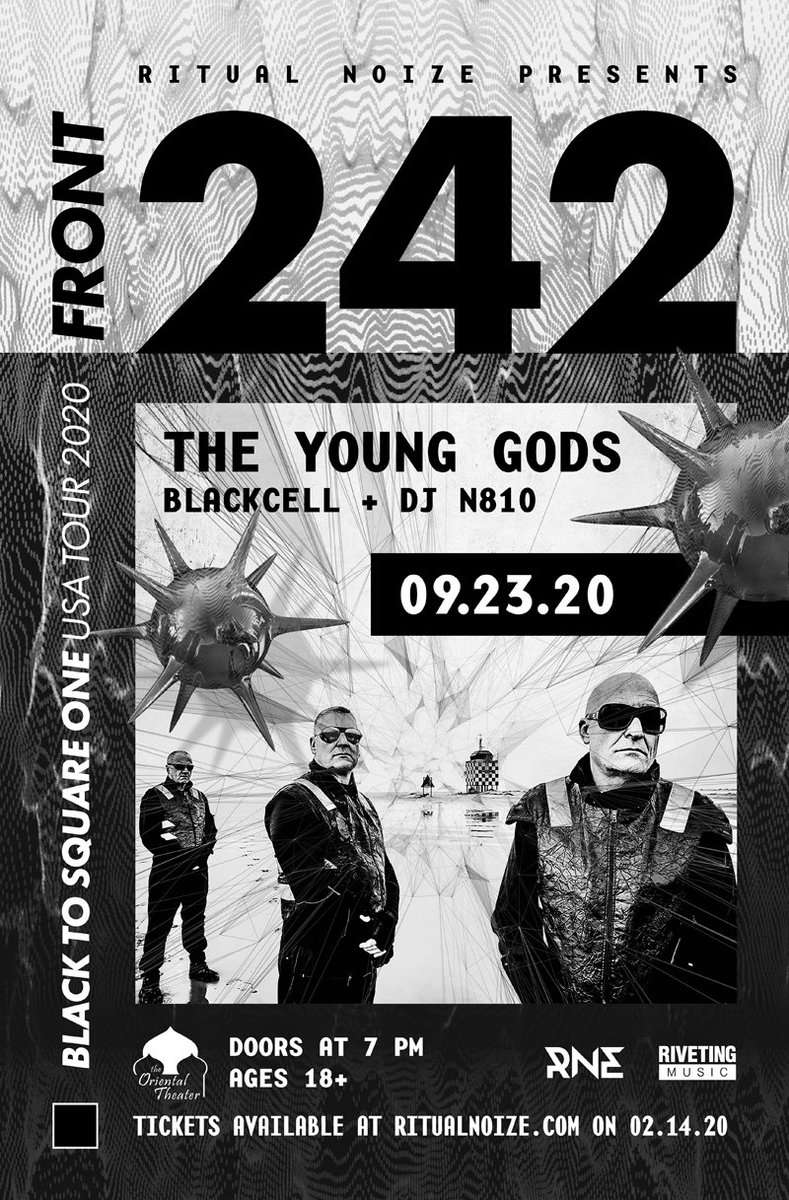 RITUAL NOIZE PRESENTS
FRONT
242
BLACK TO SQUARE ONE USA TOUR 2020
THE YOUNG GODS
BLACKCELL + DJ N810
09.23.20
the
Oriental
Theater
DOORS AT 7 PM
AGES 18+
RNE
RIVETING
MUSIC
TICKETS AVAILABLE AT RITUALNOIZE.COM ON 02.14.20